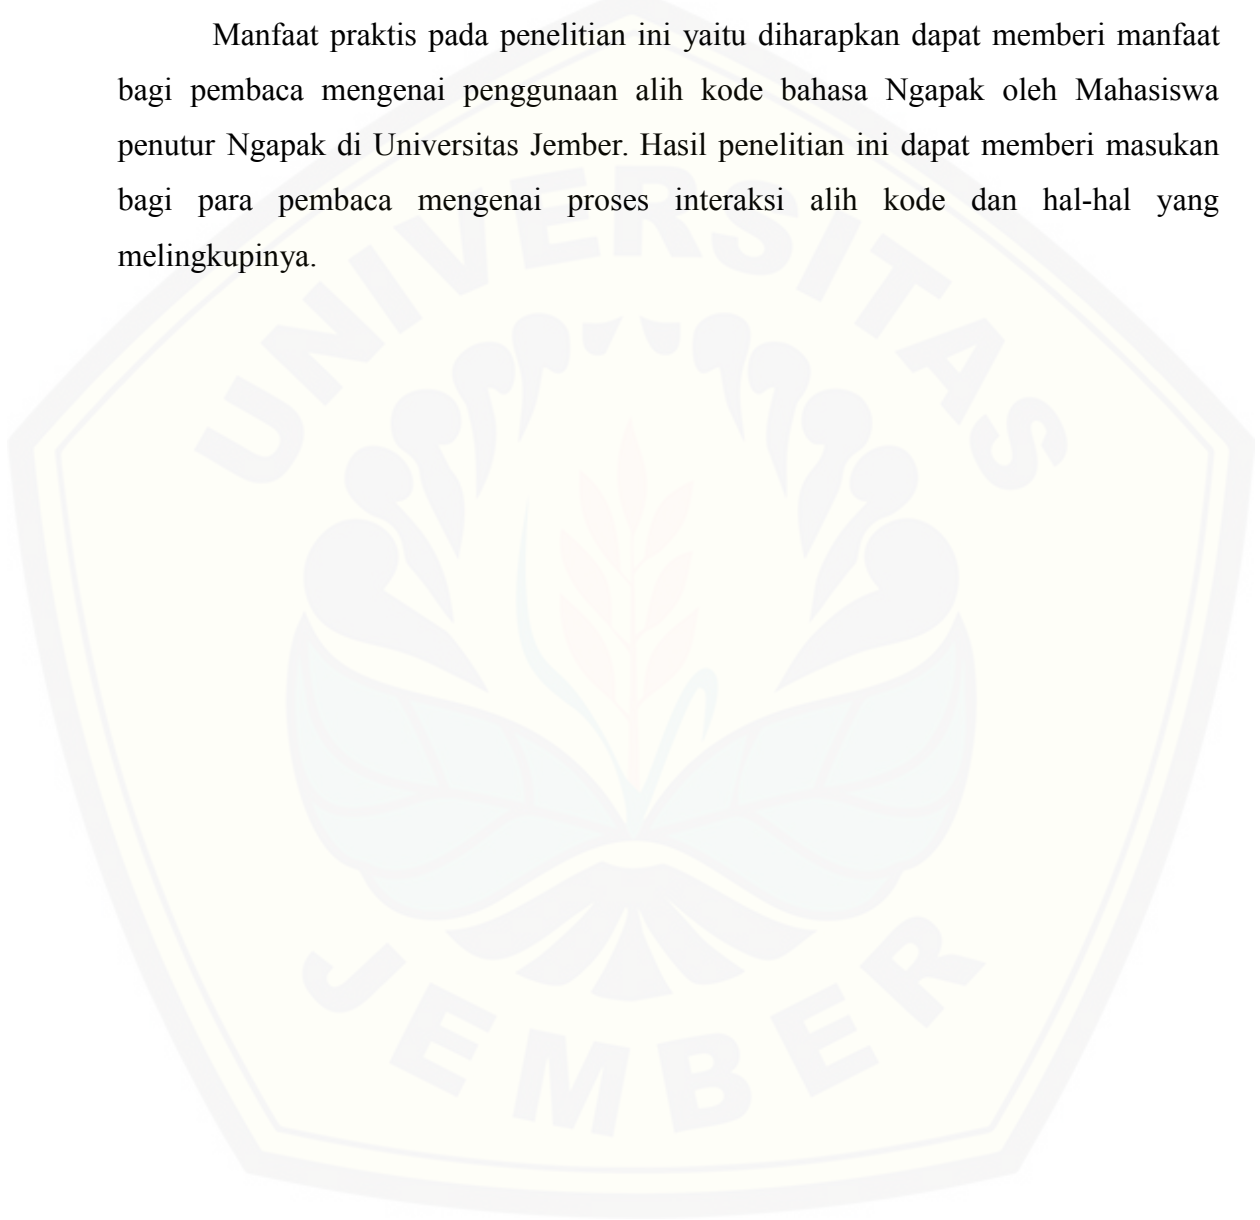 Manfaat praktis pada penelitian ini yaitu diharapkan dapat memberi manfaat
bagi pembaca mengenai penggunaan alih kode bahasa Ngapak oleh Mahasiswa
penutur Ngapak di Universitas Jember. Hasil penelitian ini dapat memberi masukan
bagi para pembaca mengenai proses interaksi alih kode dan hal-hal yang
melingkupinya.
UNIVERSITAS
JEMBER